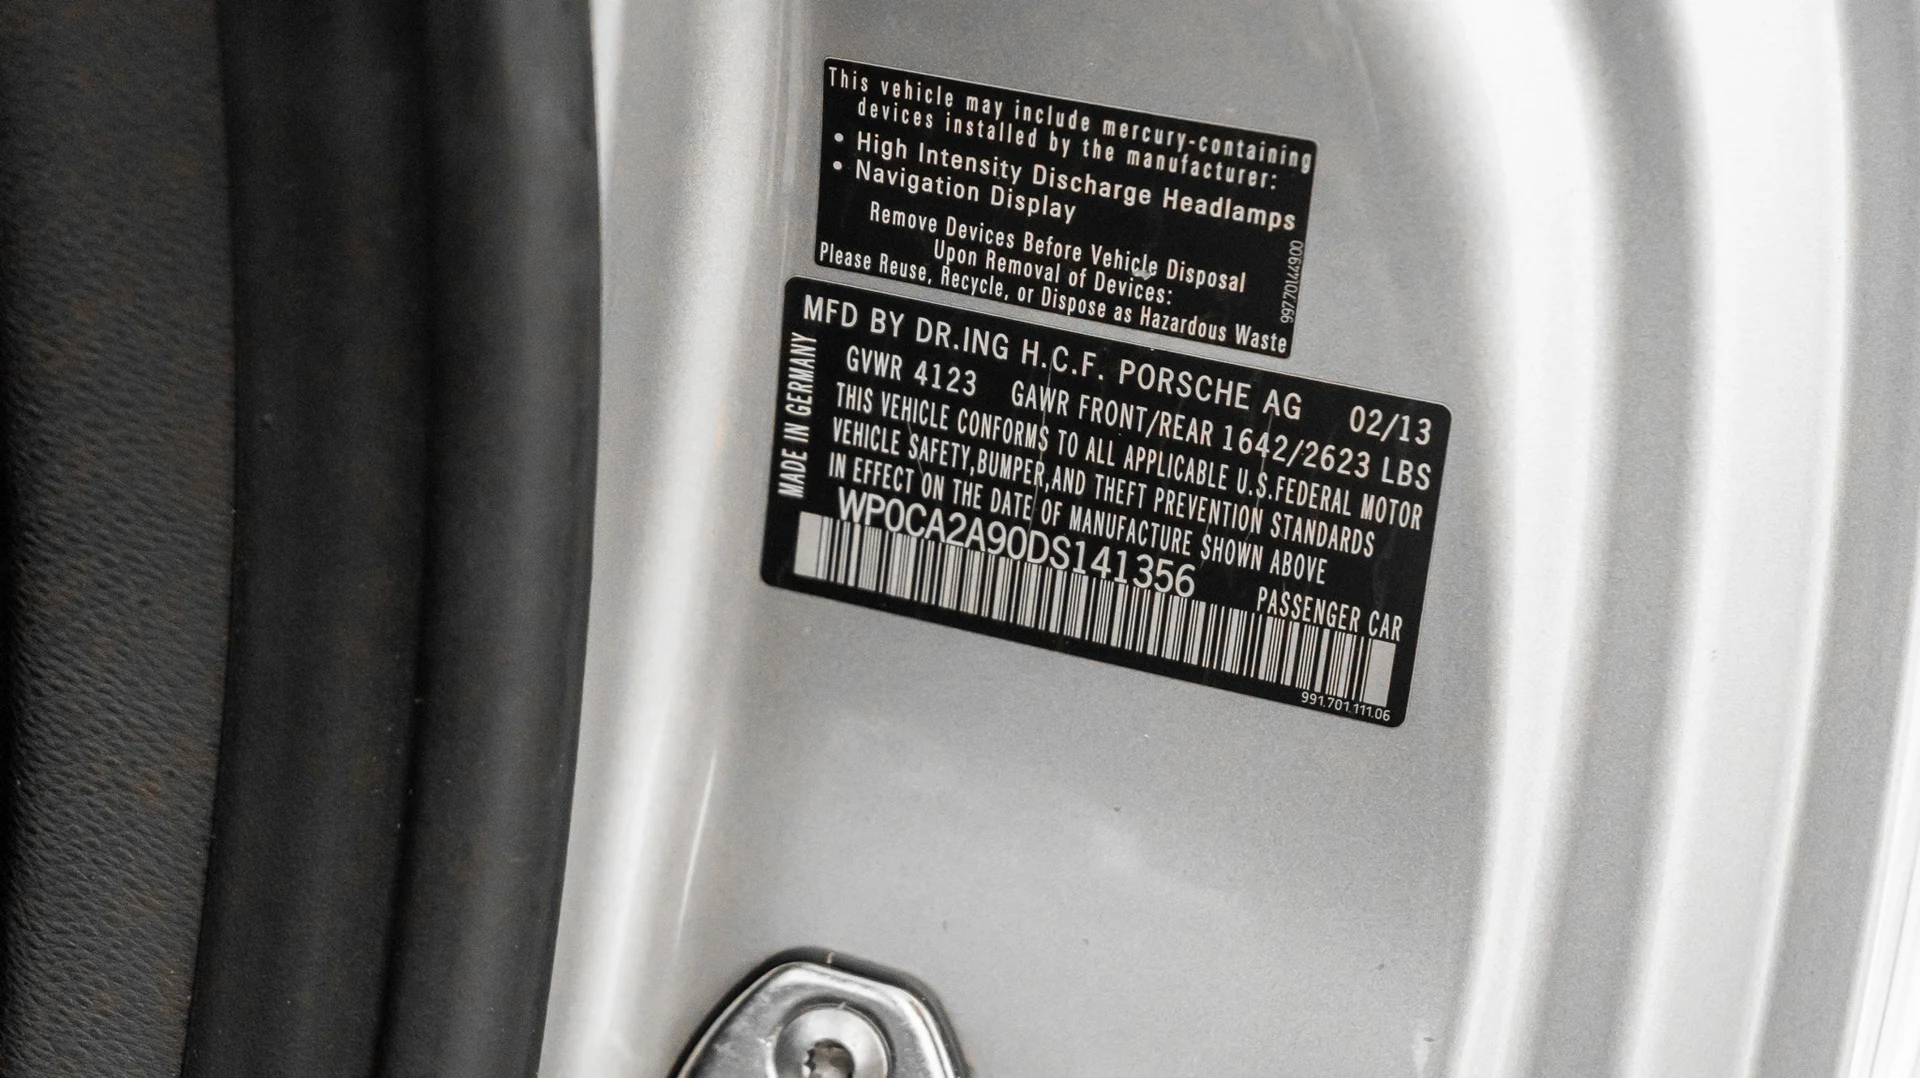 This vehicle may include mercury-containing
devices installed by the manufacturer:
• High Intensity Discharge Headlamps
• Navigation Display
Remove Devices Before Vehicle Disposal
Upon Removal of Devices:
Please Reuse, Recycle, or Dispose as Hazardous Waste
997.701.449.00
MFD BY DR.ING H.C.F. PORSCHE AG 02/13
GVWR 4123 GAWR FRONT/REAR 1642/2623 LBS
THIS VEHICLE CONFORMS TO ALL APPLICABLE U.S.FEDERAL MOTOR
VEHICLE SAFETY,BUMPER,AND THEFT PREVENTION STANDARDS
IN EFFECT ON THE DATE OF MANUFACTURE SHOWN ABOVE
WP0CA2A90DS141356 PASSENGER CAR
MADE IN GERMANY
991.701.111.06